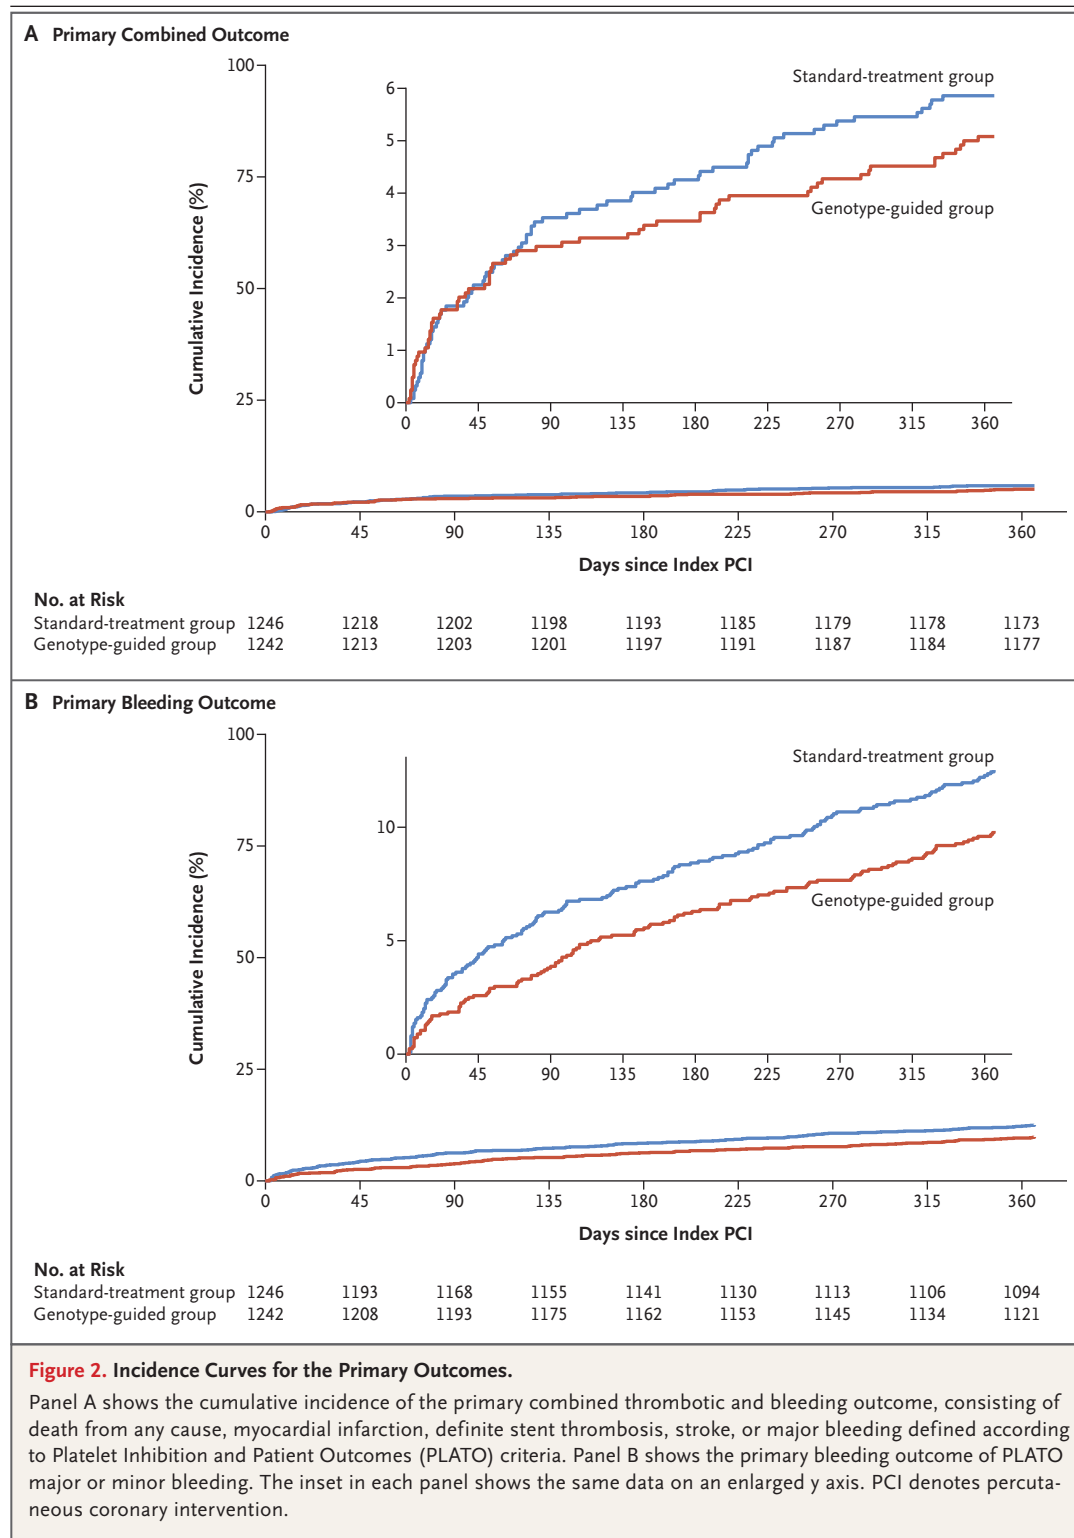 A Primary Combined Outcome
100
75
50
25
0
Cumulative Incidence (%)
6
5
4
3
2
1
0
Standard-treatment group
Genotype-guided group
0 45 90 135 180 225 270 315 360
0 45 90 135 180 225 270 315 360
Days since Index PCI
No. at Risk
Standard-treatment group 1246 1218 1202 1198 1193 1185 1179 1178 1173
Genotype-guided group 1242 1213 1203 1201 1197 1191 1187 1184 1177
B Primary Bleeding Outcome
100
75
50
25
0
Cumulative Incidence (%)
10
5
0
Standard-treatment group
Genotype-guided group
0 45 90 135 180 225 270 315 360
0 45 90 135 180 225 270 315 360
Days since Index PCI
No. at Risk
Standard-treatment group 1246 1193 1168 1155 1141 1130 1113 1106 1094
Genotype-guided group 1242 1208 1193 1175 1162 1153 1145 1134 1121
Figure 2. Incidence Curves for the Primary Outcomes.
Panel A shows the cumulative incidence of the primary combined thrombotic and bleeding outcome, consisting of
death from any cause, myocardial infarction, definite stent thrombosis, stroke, or major bleeding defined according
to Platelet Inhibition and Patient Outcomes (PLATO) criteria. Panel B shows the primary bleeding outcome of PLATO
major or minor bleeding. The inset in each panel shows the same data on an enlarged y axis. PCI denotes percuta-
neous coronary intervention.